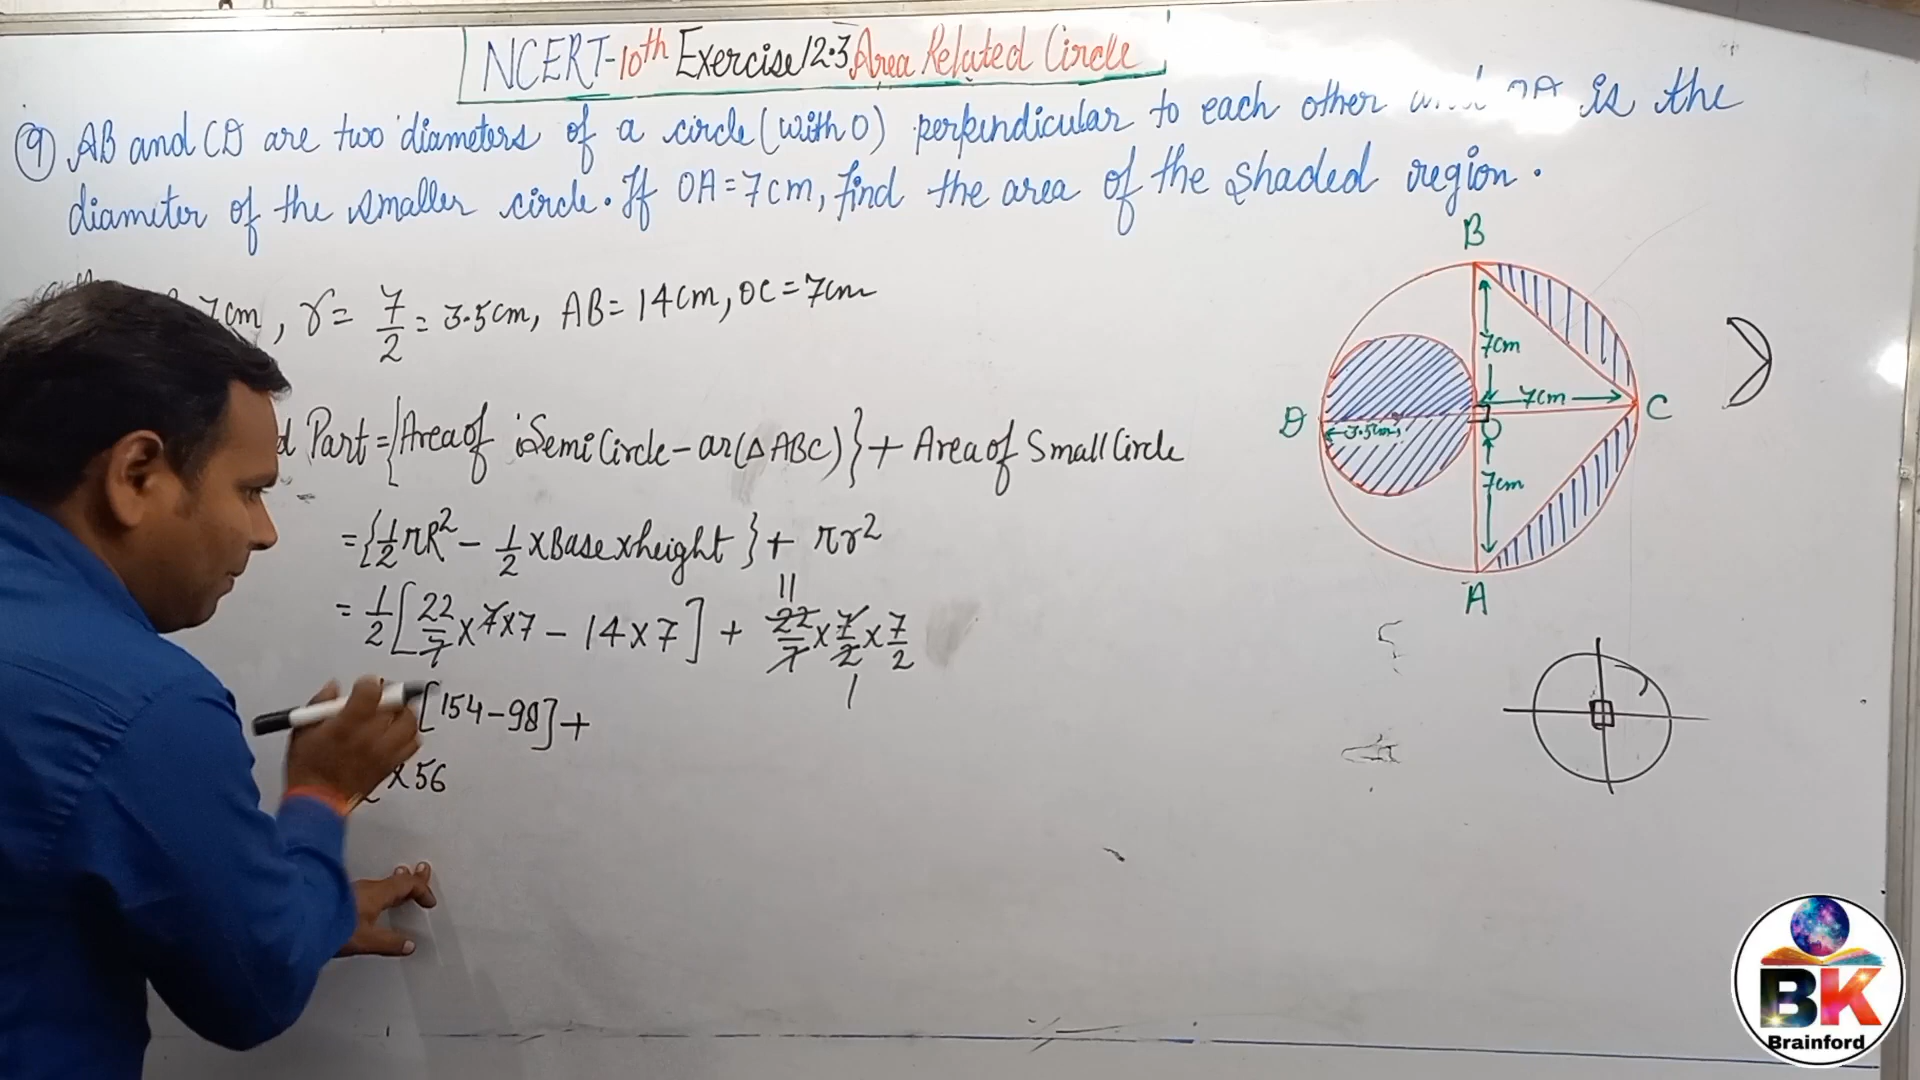 NCERT-10th Exercise 12.3 Area Related Circle
⑨ AB and CD are two diameters of a circle (with O) perpendicular to each other and OD is the
diameter of the smaller circle. If OA = 7cm, find the area of the shaded region.
7cm, r = 7/2 = 3.5cm, AB = 14cm, OC = 7cm
Part = {Area of Semi Circle - ar(△ABC)} + Area of Small Circle
= {1/2 πR² - 1/2 × Base × height} + πr²
= 1/2 [22/7 × 7 × 7 - 14 × 7] + 22/7 × 7/2 × 7/2
11
1
[154 - 98] +
× 56
B
7cm
7cm
C
D
3.5cm
O
7cm
A
BK
Brainford